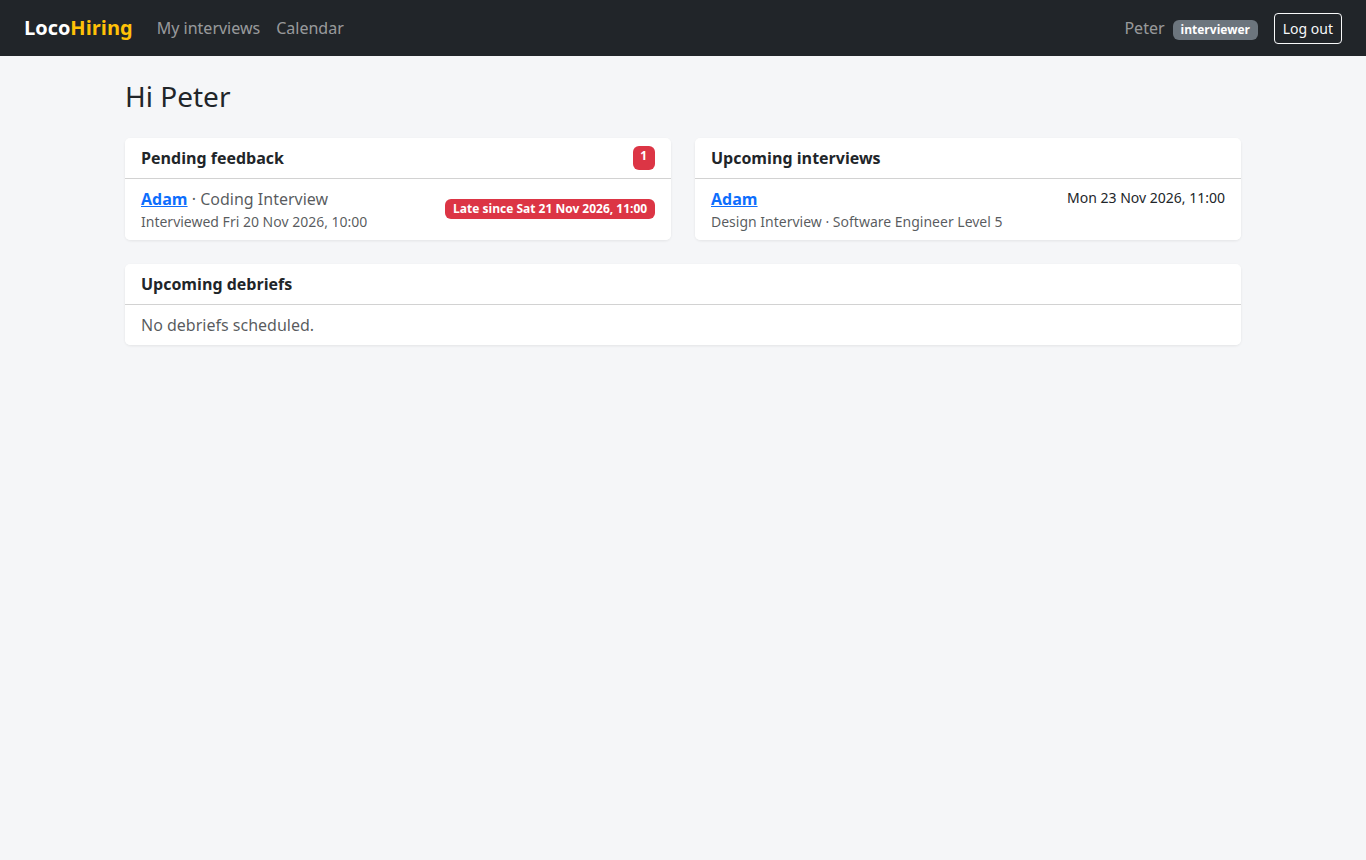 LocoHiring My interviews Calendar Peter interviewer Log out
Hi Peter
Pending feedback 1
Adam · Coding Interview
Interviewed Fri 20 Nov 2026, 10:00
Late since Sat 21 Nov 2026, 11:00
Upcoming interviews
Adam Mon 23 Nov 2026, 11:00
Design Interview · Software Engineer Level 5
Upcoming debriefs
No debriefs scheduled.